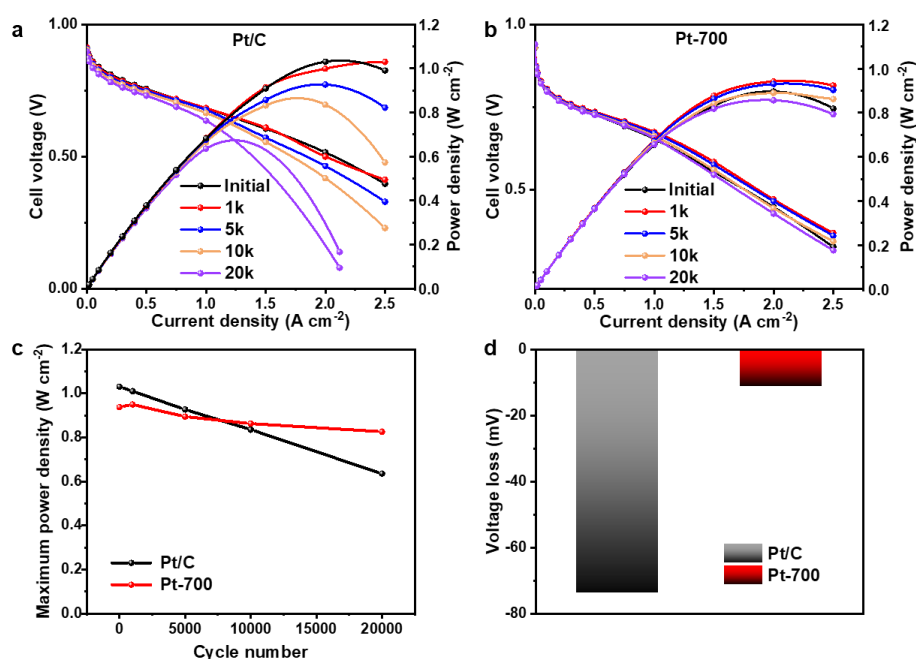 a
Pt/C
1.00
0.50
0.00
Cell voltage (V)
1.2
1.0
0.8
0.6
0.4
0.2
0.0
Power density (W cm⁻²)
Initial
1k
5k
10k
20k
0.0 0.5 1.0 1.5 2.0 2.5
Current density (A cm⁻²)
b
Pt-700
1.0
0.5
Cell voltage (V)
1.2
1.0
0.8
0.6
0.4
0.2
0.0
Power density (W cm⁻²)
Initial
1k
5k
10k
20k
0.0 0.5 1.0 1.5 2.0 2.5
Current density (A cm⁻²)
c
1.2
1.0
0.8
0.6
0.4
0.2
0.0
Maximum power density (W cm⁻²)
Pt/C
Pt-700
0 5000 10000 15000 20000
Cycle number
d
0
-20
-40
-60
-80
Voltage loss (mV)
Pt/C
Pt-700